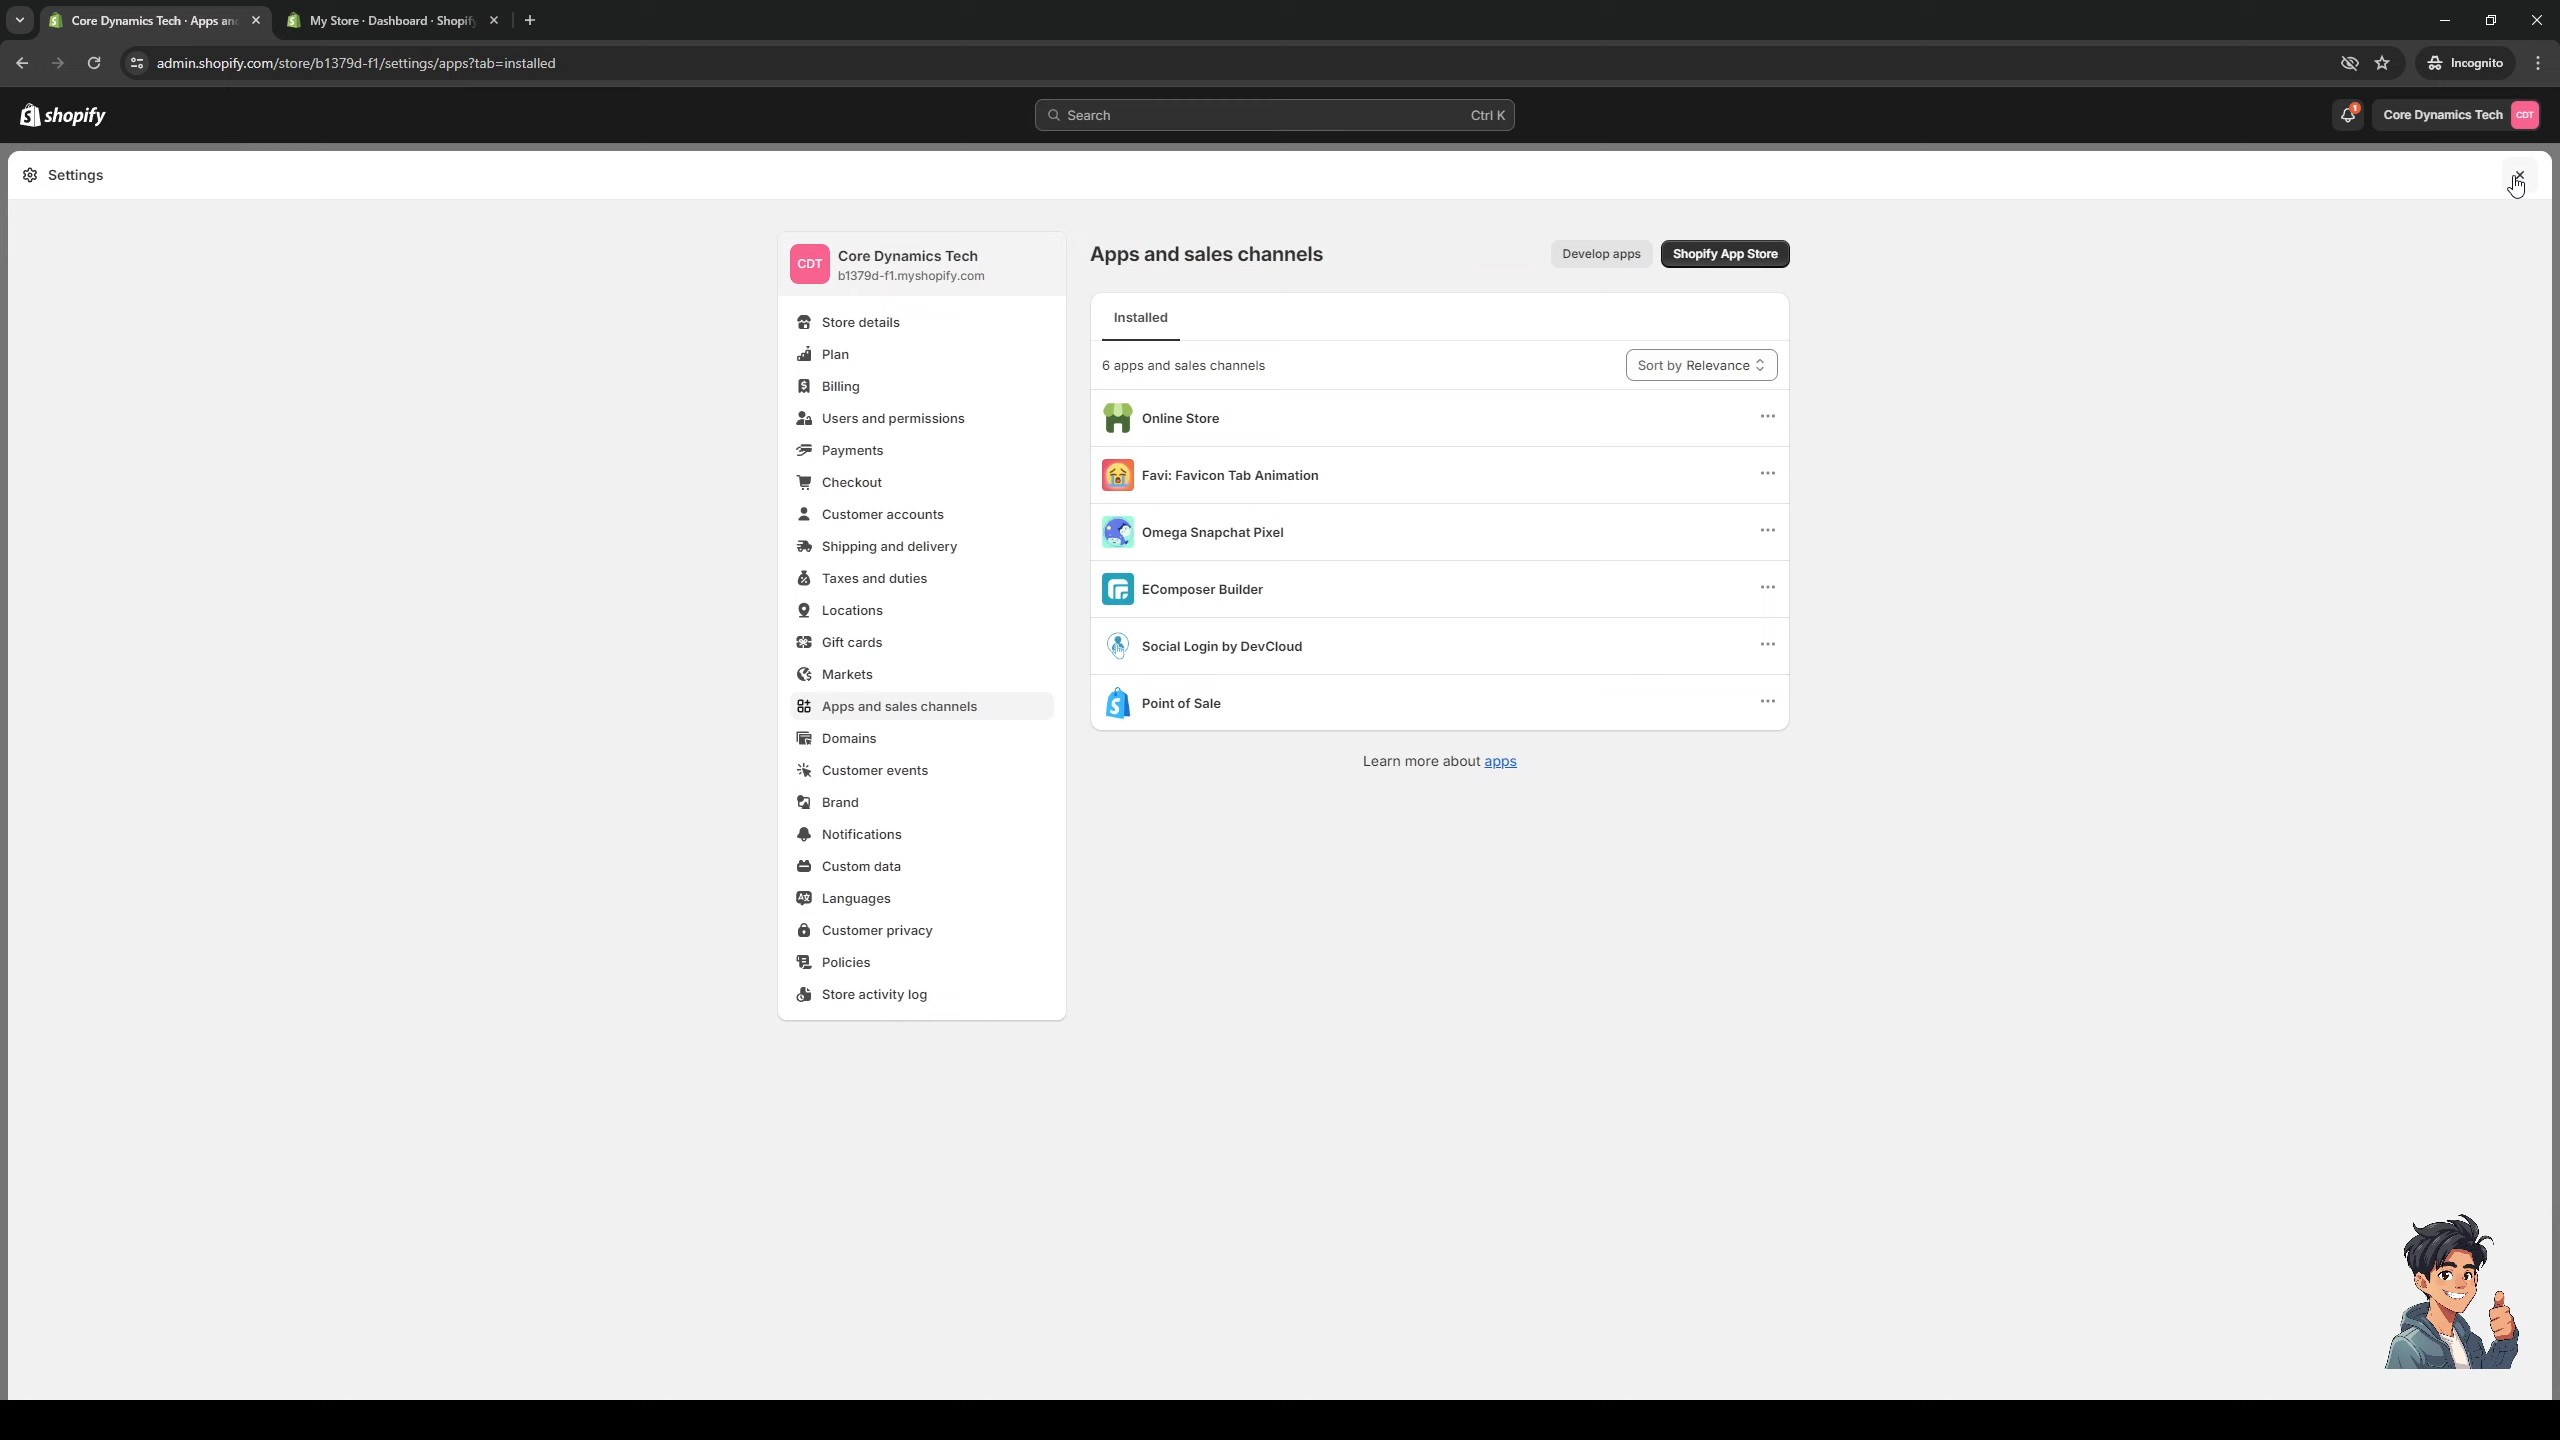 Core Dynamics Tech · Apps an
My Store · Dashboard · Shopify
admin.shopify.com/store/b1379d-f1/settings/apps?tab=installed
Incognito
shopify
Search
Ctrl K
1
Core Dynamics Tech
CDT
Settings
CDT
Core Dynamics Tech
b1379d-f1.myshopify.com
Store details
Plan
Billing
Users and permissions
Payments
Checkout
Customer accounts
Shipping and delivery
Taxes and duties
Locations
Gift cards
Markets
Apps and sales channels
Domains
Customer events
Brand
Notifications
Custom data
Languages
Customer privacy
Policies
Store activity log
Apps and sales channels
Develop apps
Shopify App Store
Installed
6 apps and sales channels
Sort by Relevance
Online Store
Favi: Favicon Tab Animation
Omega Snapchat Pixel
EComposer Builder
Social Login by DevCloud
Point of Sale
Learn more about apps